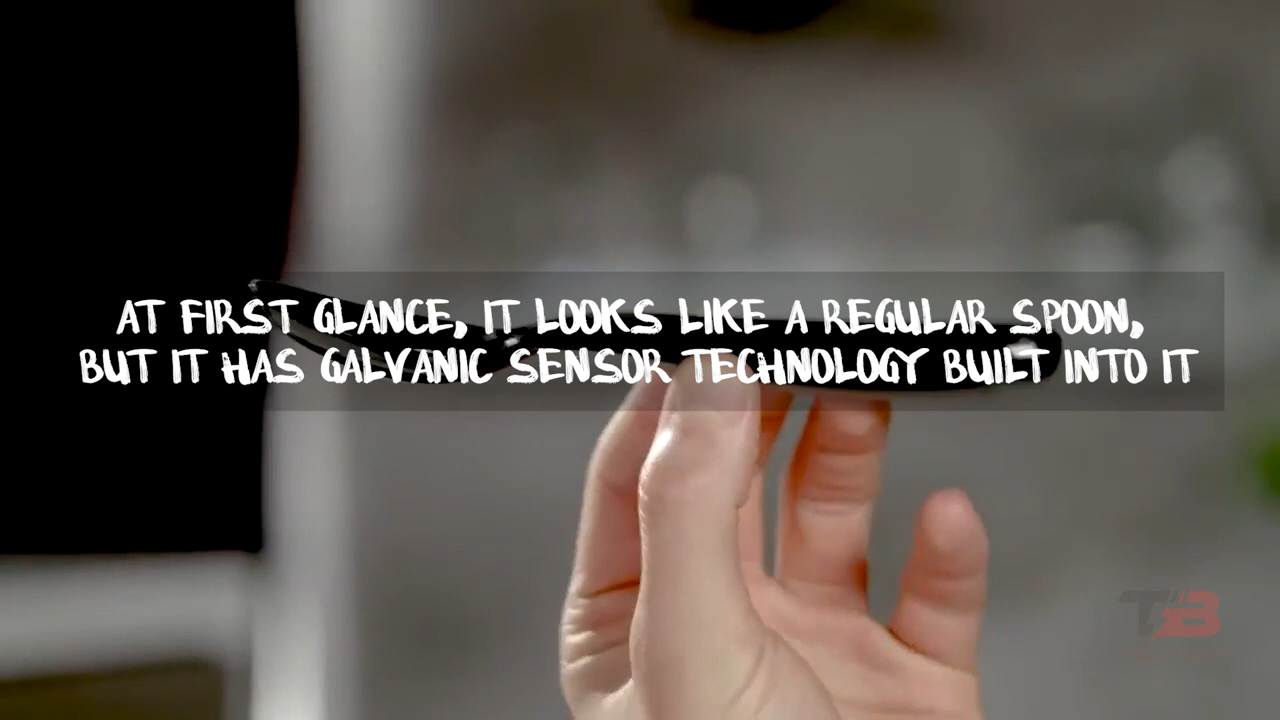 AT FIRST GLANCE, IT LOOKS LIKE A REGULAR SPOON,
BUT IT HAS GALVANIC SENSOR TECHNOLOGY BUILT INTO IT
TB